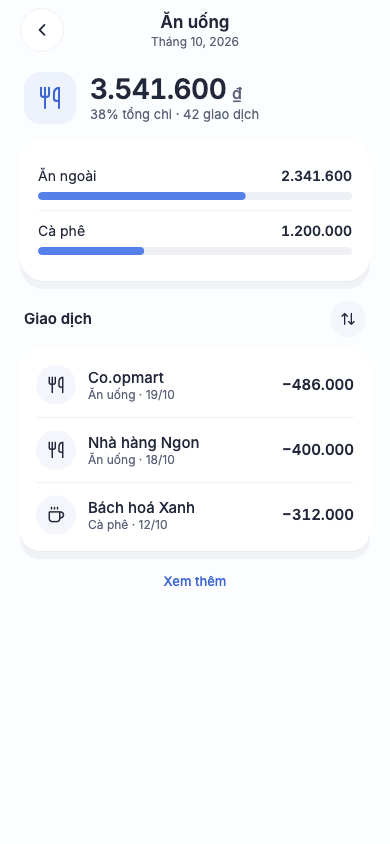 Ăn uống
Tháng 10, 2026
3.541.600 ₫
38% tổng chi · 42 giao dịch
Ăn ngoài 2.341.600
Cà phê 1.200.000
Giao dịch
Co.opmart −486.000
Ăn uống · 19/10
Nhà hàng Ngon −400.000
Ăn uống · 18/10
Bách hoá Xanh −312.000
Cà phê · 12/10
Xem thêm